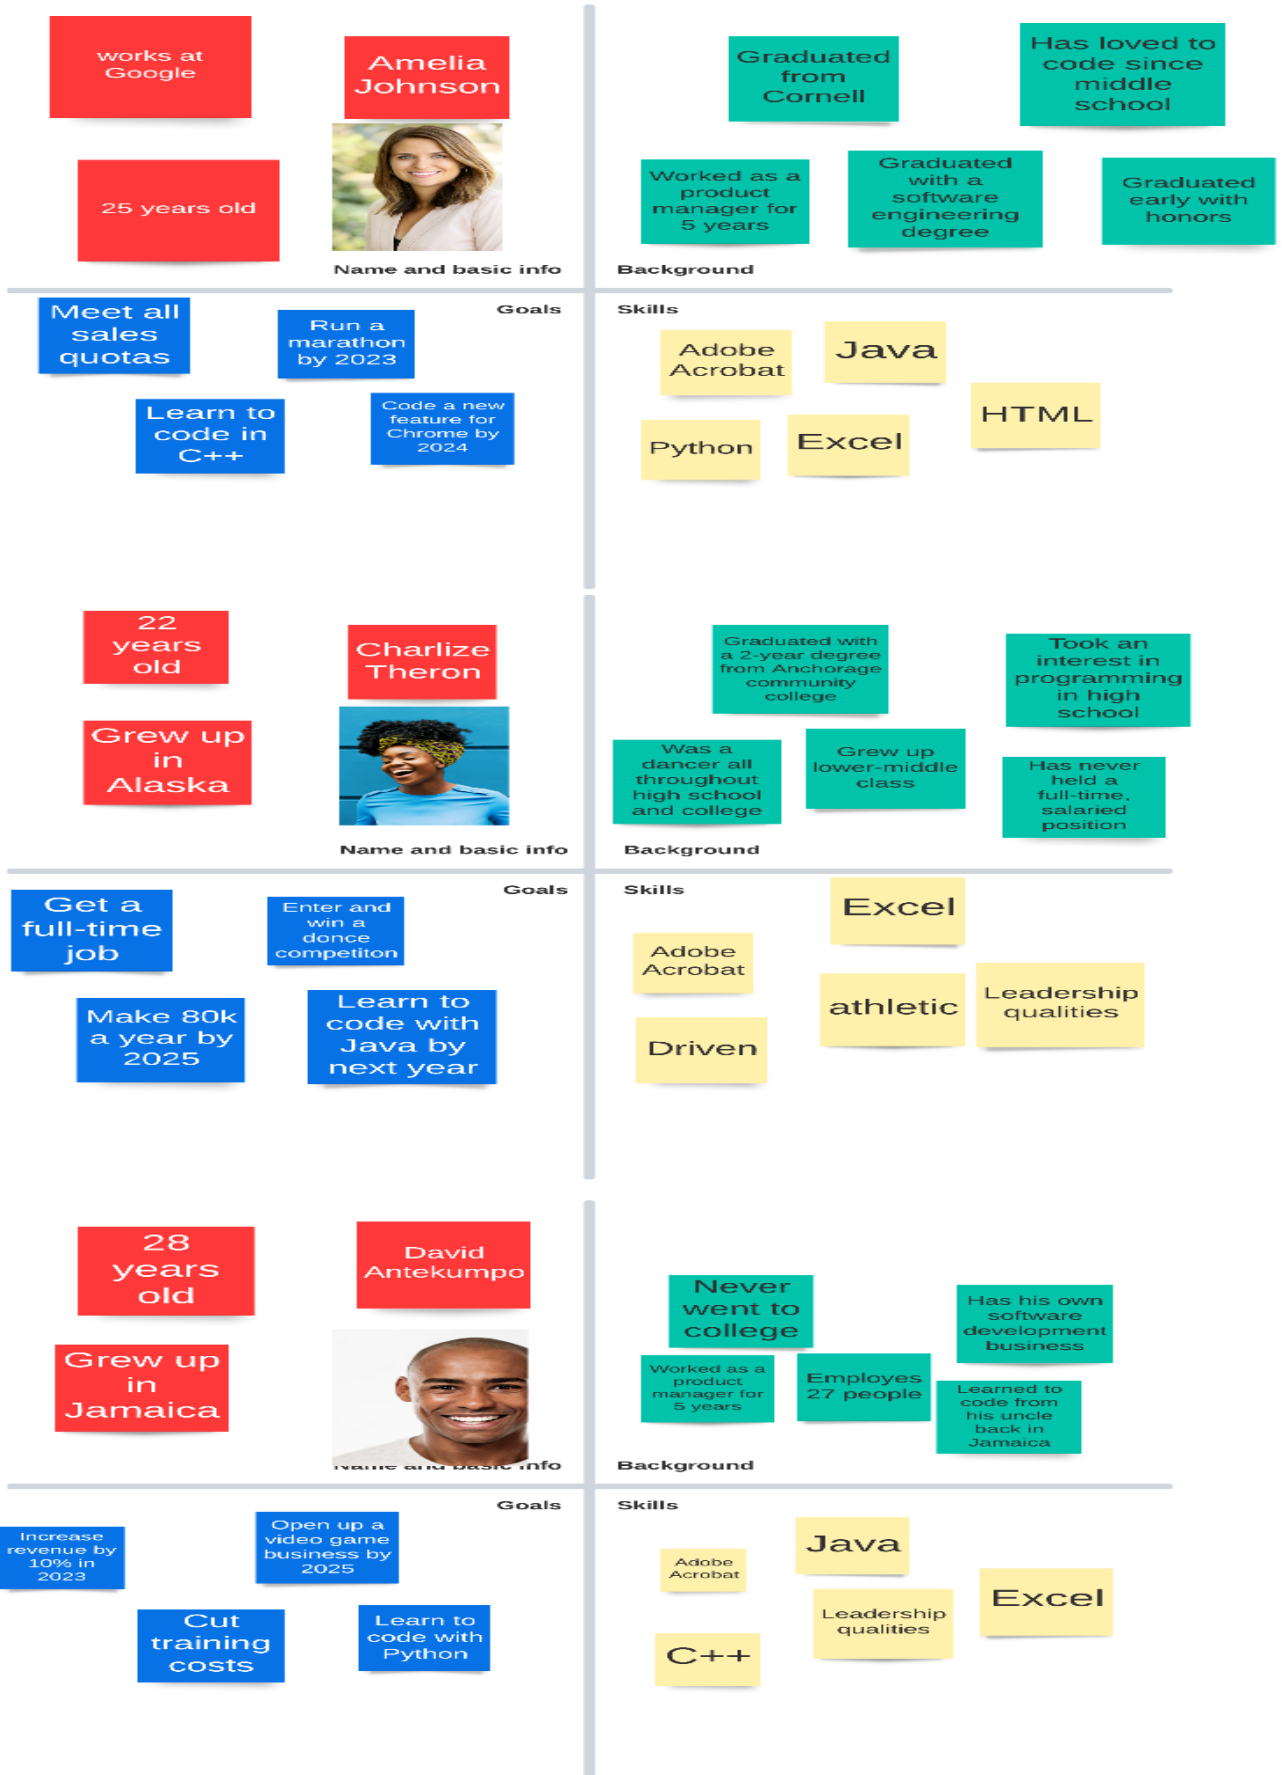 works at
Google
Amelia
Johnson
25 years old
Name and basic info
Graduated
from
Cornell
Has loved to
code since
middle
school
Worked as a
product
manager for
5 years
Graduated
with a
software
engineering
degree
Graduated
early with
honors
Background
Goals
Meet all
sales
quotas
Run a
marathon
by 2023
Learn to
code in
C++
Code a new
feature for
Chrome by
2024
Skills
Adobe
Acrobat
Java
HTML
Python
Excel
22
years
old
Charlize
Theron
Grew up
in
Alaska
Name and basic info
Graduated with
a 2-year degree
from Anchorage
community
college
Took an
interest in
programming
in high
school
Was a
dancer all
throughout
high school
and college
Grew up
lower-middle
class
Has never
held a
full-time,
salaried
position
Background
Goals
Get a
full-time
job
Enter and
win a
donce
competiton
Make 80k
a year by
2025
Learn to
code with
Java by
next year
Skills
Excel
Adobe
Acrobat
athletic
Leadership
qualities
Driven
28
years
old
David
Antekumpo
Grew up
in
Jamaica
Name and basic info
Never
went to
college
Has his own
software
development
business
Worked as a
product
manager for
5 years
Employes
27 people
Learned to
code from
his uncle
back in
Jamaica
Background
Goals
Increase
revenue by
10% in
2023
Open up a
video game
business by
2025
Cut
training
costs
Learn to
code with
Python
Skills
Adobe
Acrobat
Java
Leadership
qualities
Excel
C++